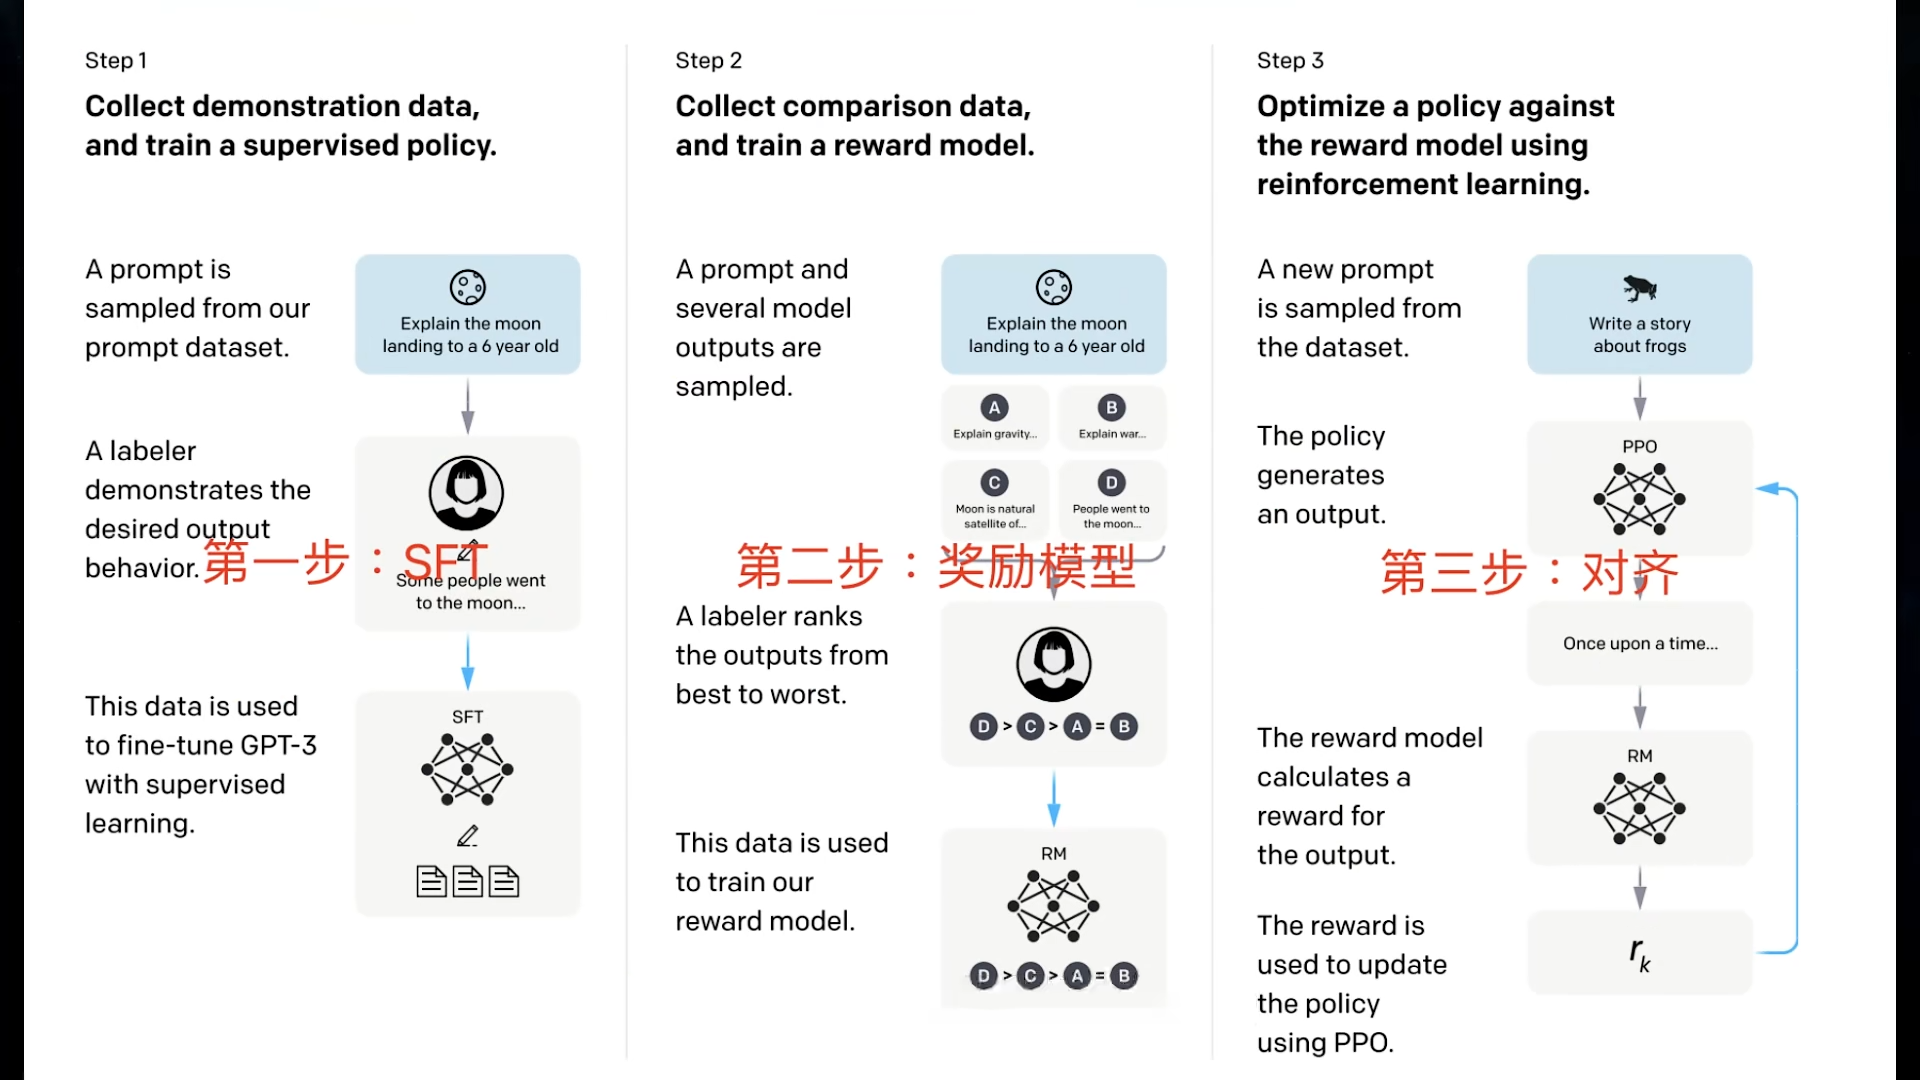 Step 1
Collect demonstration data,
and train a supervised policy.
A prompt is
sampled from our
prompt dataset.
Explain the moon
landing to a 6 year old
A labeler
demonstrates the
desired output
behavior.
第一步：SFT
Some people went
to the moon...
This data is used
to fine-tune GPT-3
with supervised
learning.
SFT
Step 2
Collect comparison data,
and train a reward model.
A prompt and
several model
outputs are
sampled.
Explain the moon
landing to a 6 year old
A
Explain gravity...
B
Explain war...
C
Moon is natural
satellite of...
D
People went to
the moon...
第二步：奖励模型
A labeler ranks
the outputs from
best to worst.
D > C > A = B
This data is used
to train our
reward model.
RM
D > C > A = B
Step 3
Optimize a policy against
the reward model using
reinforcement learning.
A new prompt
is sampled from
the dataset.
Write a story
about frogs
The policy
generates
an output.
PPO
第三步：对齐
Once upon a time...
The reward model
calculates a
reward for
the output.
RM
The reward is
used to update
the policy
using PPO.
rk